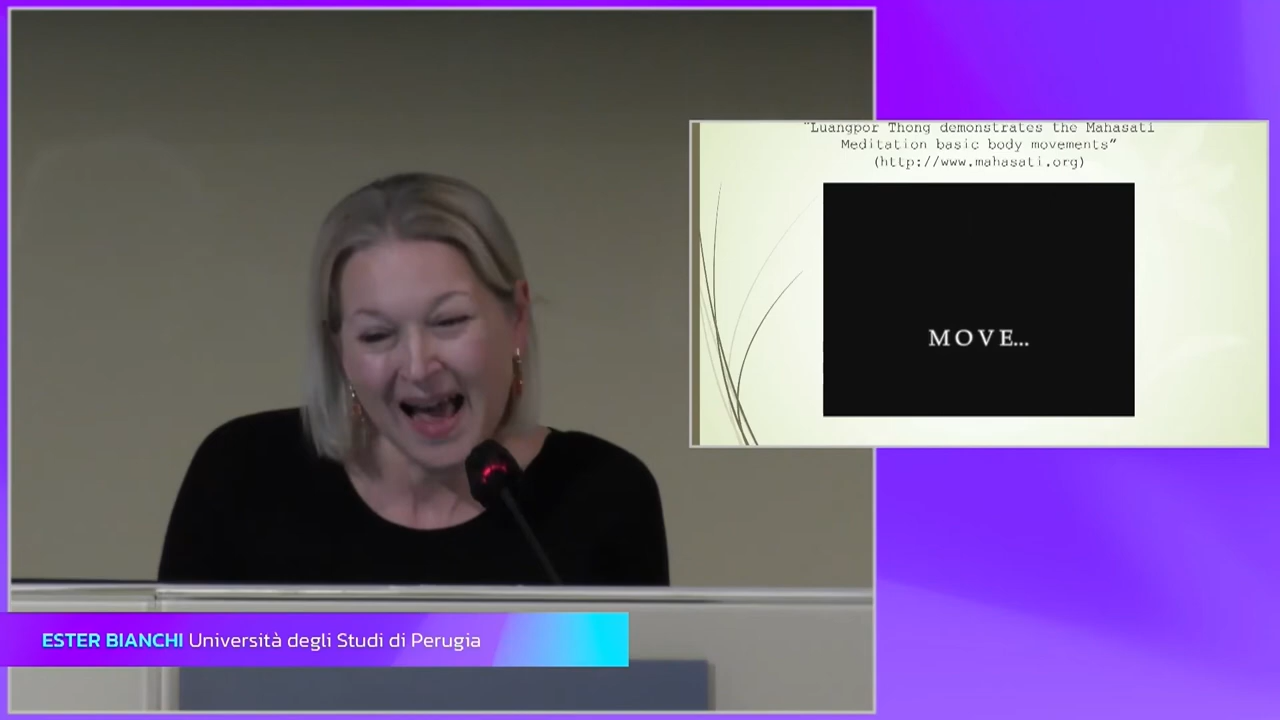 "Luangpor Thong demonstrates the Mahasati
Meditation basic body movements"
(http://www.mahasati.org)
MOVE...
ESTER BIANCHI Università degli Studi di Perugia